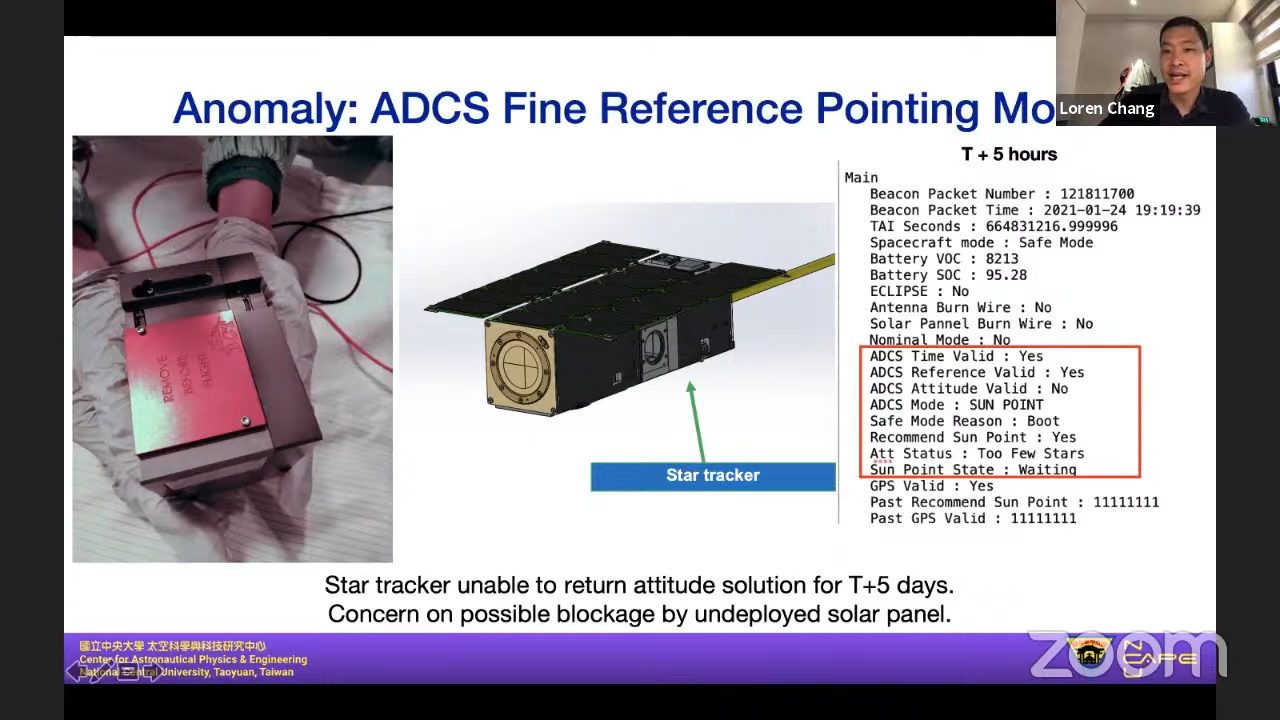 Loren Chang
Anomaly: ADCS Fine Reference Pointing Mo
T + 5 hours
Main
Beacon Packet Number : 121811700
Beacon Packet Time : 2021-01-24 19:19:39
TAI Seconds : 664831216.999996
Spacecraft mode : Safe Mode
Battery VOC : 8213
Battery SOC : 95.28
ECLIPSE : No
Antenna Burn Wire : No
Solar Pannel Burn Wire : No
Nominal Mode : No
ADCS Time Valid : Yes
ADCS Reference Valid : Yes
ADCS Attitude Valid : No
ADCS Mode : SUN POINT
Safe Mode Reason : Boot
Recommend Sun Point : Yes
Att Status : Too Few Stars
Sun Point State : Waiting
GPS Valid : Yes
Past Recommend Sun Point : 11111111
Past GPS Valid : 11111111
REMOVE
BEFORE
FLIGHT
Star tracker
Star tracker unable to return attitude solution for T+5 days.
Concern on possible blockage by undeployed solar panel.
國立中央大學 太空科學與科技研究中心
Center for Astronautical Physics & Engineering
National Central University, Taoyuan, Taiwan
zoom
N
CAPE
U